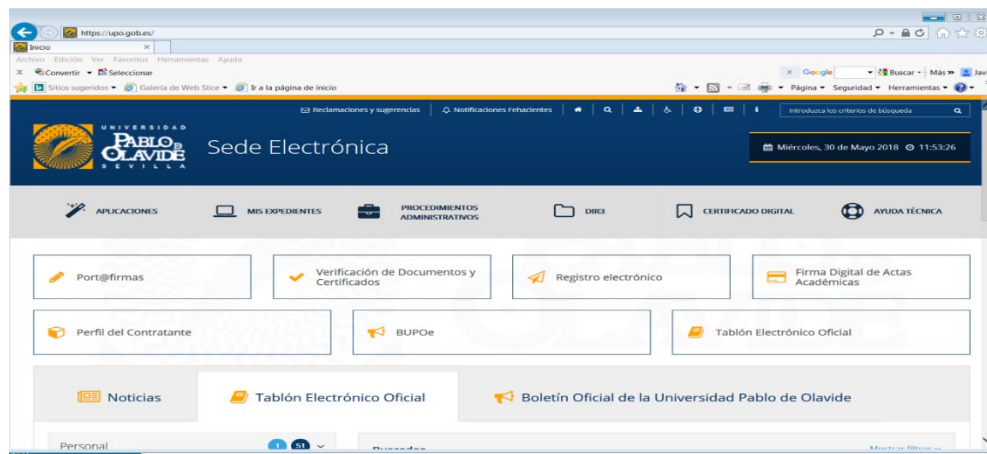 https://upo.gob.es/
Inicio
Archivo Edición Ver Favoritos Herramientas Ayuda
Convertir Seleccionar
Google Buscar Más »
Sitios sugeridos Galería de Web Slice Ir a la página de inicio
Página Seguridad Herramientas
Reclamaciones y sugerencias Notificaciones Fehacientes Introduzca los criterios de búsqueda
UNIVERSIDAD
PABLO DE
OLAVIDE
SEVILLA
Sede Electrónica
Miércoles, 30 de Mayo 2018 11:53:26
APLICACIONES
MIS EXPEDIENTES
PROCEDIMIENTOS
ADMINISTRATIVOS
DIR3
CERTIFICADO DIGITAL
AYUDA TÉCNICA
Port@firmas
Verificación de Documentos y
Certificados
Registro electrónico
Firma Digital de Actas
Académicas
Perfil del Contratante
BUPOe
Tablón Electrónico Oficial
Noticias
Tablón Electrónico Oficial
Boletín Oficial de la Universidad Pablo de Olavide
Personal 1 51
Buscador
Mostrar filtros